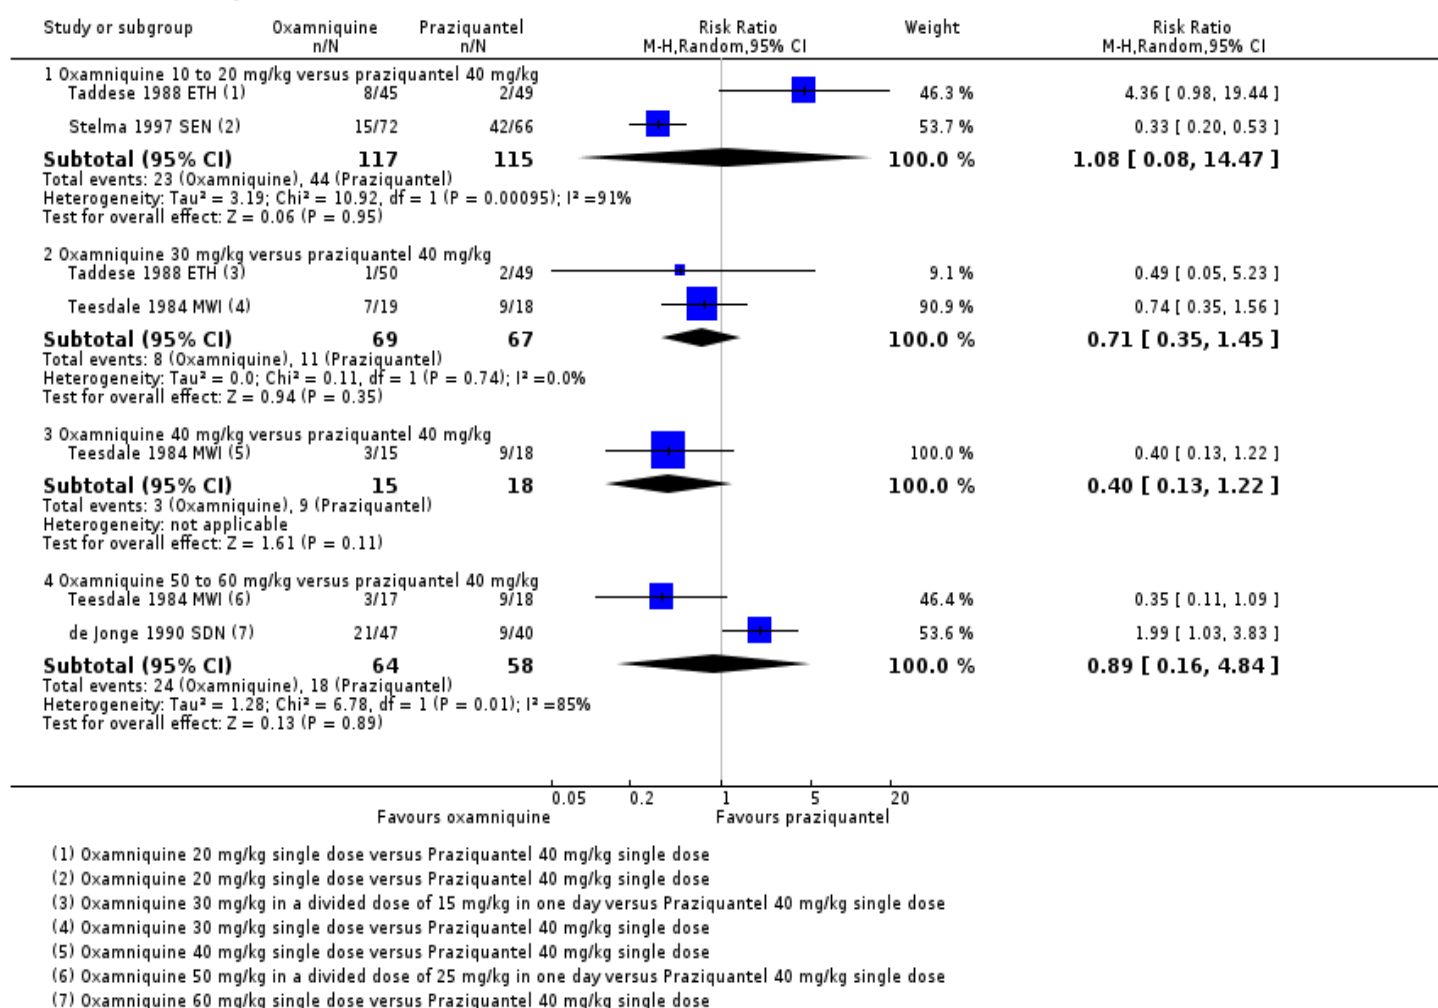 Study or subgroup Oxamniquine Praziquantel Risk Ratio Weight Risk Ratio
n/N n/N M-H,Random,95% CI M-H,Random,95% CI
1 Oxamniquine 10 to 20 mg/kg versus praziquantel 40 mg/kg
Taddese 1988 ETH (1) 8/45 2/49 46.3 % 4.36 [ 0.98, 19.44 ]
Stelma 1997 SEN (2) 15/72 42/66 53.7 % 0.33 [ 0.20, 0.53 ]
Subtotal (95% CI) 117 115 100.0 % 1.08 [ 0.08, 14.47 ]
Total events: 23 (Oxamniquine), 44 (Praziquantel)
Heterogeneity: Tau² = 3.19; Chi² = 10.92, df = 1 (P = 0.00095); I² =91%
Test for overall effect: Z = 0.06 (P = 0.95)
2 Oxamniquine 30 mg/kg versus praziquantel 40 mg/kg
Taddese 1988 ETH (3) 1/50 2/49 9.1 % 0.49 [ 0.05, 5.23 ]
Teesdale 1984 MWI (4) 7/19 9/18 90.9 % 0.74 [ 0.35, 1.56 ]
Subtotal (95% CI) 69 67 100.0 % 0.71 [ 0.35, 1.45 ]
Total events: 8 (Oxamniquine), 11 (Praziquantel)
Heterogeneity: Tau² = 0.0; Chi² = 0.11, df = 1 (P = 0.74); I² =0.0%
Test for overall effect: Z = 0.94 (P = 0.35)
3 Oxamniquine 40 mg/kg versus praziquantel 40 mg/kg
Teesdale 1984 MWI (5) 3/15 9/18 100.0 % 0.40 [ 0.13, 1.22 ]
Subtotal (95% CI) 15 18 100.0 % 0.40 [ 0.13, 1.22 ]
Total events: 3 (Oxamniquine), 9 (Praziquantel)
Heterogeneity: not applicable
Test for overall effect: Z = 1.61 (P = 0.11)
4 Oxamniquine 50 to 60 mg/kg versus praziquantel 40 mg/kg
Teesdale 1984 MWI (6) 3/17 9/18 46.4 % 0.35 [ 0.11, 1.09 ]
de Jonge 1990 SDN (7) 21/47 9/40 53.6 % 1.99 [ 1.03, 3.83 ]
Subtotal (95% CI) 64 58 100.0 % 0.89 [ 0.16, 4.84 ]
Total events: 24 (Oxamniquine), 18 (Praziquantel)
Heterogeneity: Tau² = 1.28; Chi² = 6.78, df = 1 (P = 0.01); I² =85%
Test for overall effect: Z = 0.13 (P = 0.89)
0.05 0.2 1 5 20
Favours oxamniquine Favours praziquantel
(1) Oxamniquine 20 mg/kg single dose versus Praziquantel 40 mg/kg single dose
(2) Oxamniquine 20 mg/kg single dose versus Praziquantel 40 mg/kg single dose
(3) Oxamniquine 30 mg/kg in a divided dose of 15 mg/kg in one day versus Praziquantel 40 mg/kg single dose
(4) Oxamniquine 30 mg/kg single dose versus Praziquantel 40 mg/kg single dose
(5) Oxamniquine 40 mg/kg single dose versus Praziquantel 40 mg/kg single dose
(6) Oxamniquine 50 mg/kg in a divided dose of 25 mg/kg in one day versus Praziquantel 40 mg/kg single dose
(7) Oxamniquine 60 mg/kg single dose versus Praziquantel 40 mg/kg single dose